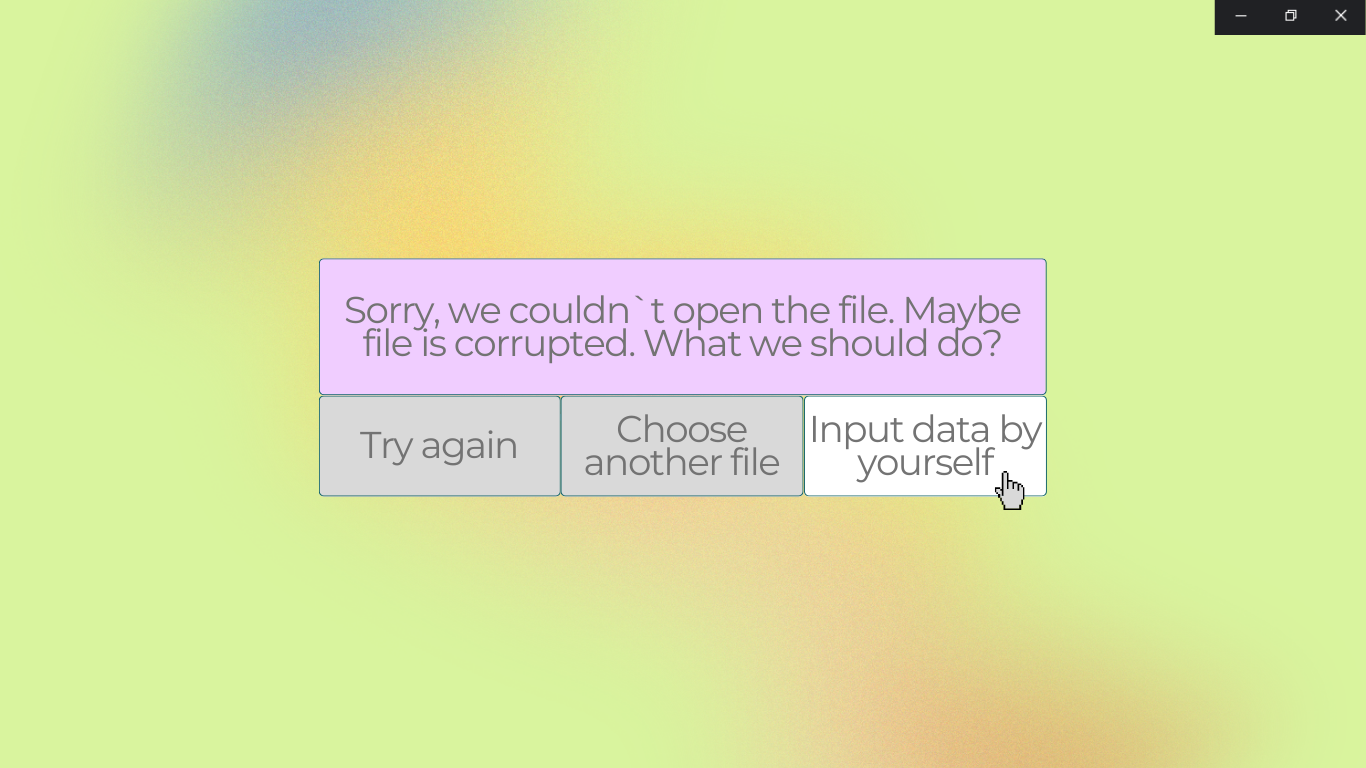 Sorry, we couldn`t open the file. Maybe
file is corrupted. What we should do?
Try again
Choose
another file
Input data by
yourself